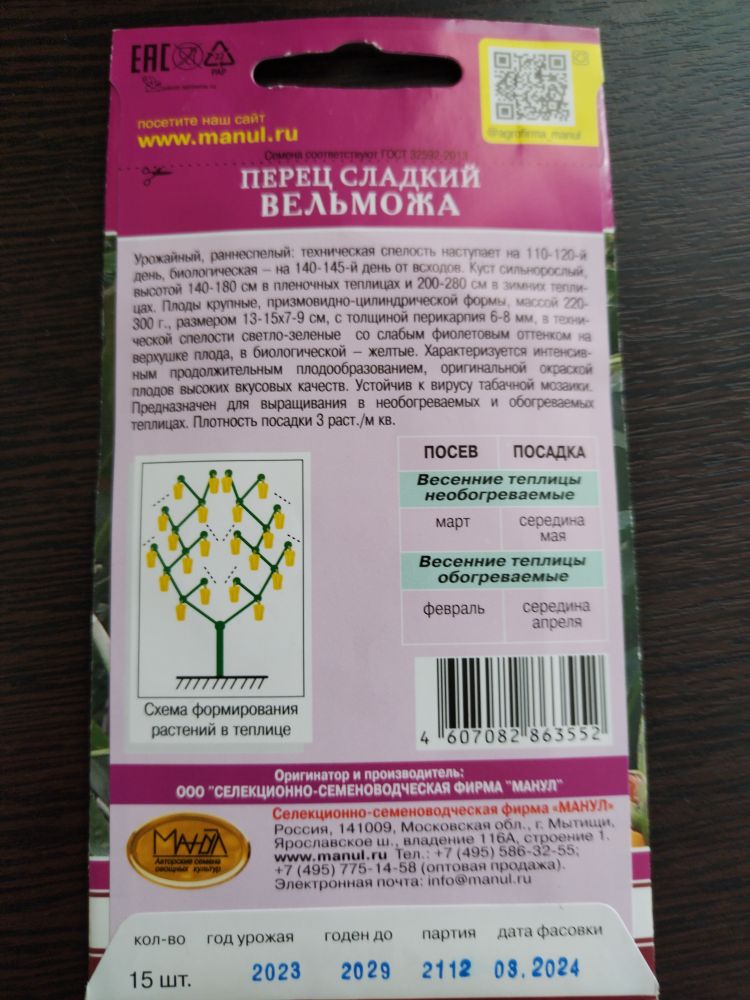 EAC
22
PAP
посетите наш сайт
www.manul.ru
@agrofirma_manul
Семена соответствуют ГОСТ 32592-2013
ПЕРЕЦ СЛАДКИЙ
ВЕЛЬМОЖА
Урожайный, раннеспелый: техническая спелость наступает на 110-120-й
день, биологическая – на 140-145-й день от всходов. Куст сильнорослый,
высотой 140-180 см в пленочных теплицах и 200-280 см в зимних тепли-
цах. Плоды крупные, призмовидно-цилиндрической формы, массой 220-
300 г., размером 13-15х7-9 см, с толщиной перикарпия 6-8 мм, в техни-
ческой спелости светло-зеленые со слабым фиолетовым оттенком на
верхушке плода, в биологической – желтые. Характеризуется интенсив-
ным продолжительным плодообразованием, оригинальной окраской
плодов высоких вкусовых качеств. Устойчив к вирусу табачной мозаики.
Предназначен для выращивания в необогреваемых и обогреваемых
теплицах. Плотность посадки 3 раст./м кв.
ПОСЕВ ПОСАДКА
Весенние теплицы
необогреваемые
март середина
мая
Весенние теплицы
обогреваемые
февраль середина
апреля
Схема формирования
растений в теплице
4 607082 863552
Оригинатор и производитель:
ООО "СЕЛЕКЦИОННО-СЕМЕНОВОДЧЕСКАЯ ФИРМА "МАНУЛ"
МАНУЛ
Авторские семена
овощных культур
Селекционно-семеноводческая фирма «МАНУЛ»
Россия, 141009, Московская обл., г. Мытищи,
Ярославское ш., владение 116А, строение 1.
www.manul.ru Тел.: +7 (495) 586-32-55;
+7 (495) 775-14-58 (оптовая продажа).
Электронная почта: info@manul.ru
кол-во год урожая годен до партия дата фасовки
15 шт. 2023 2029 2112 03.2024